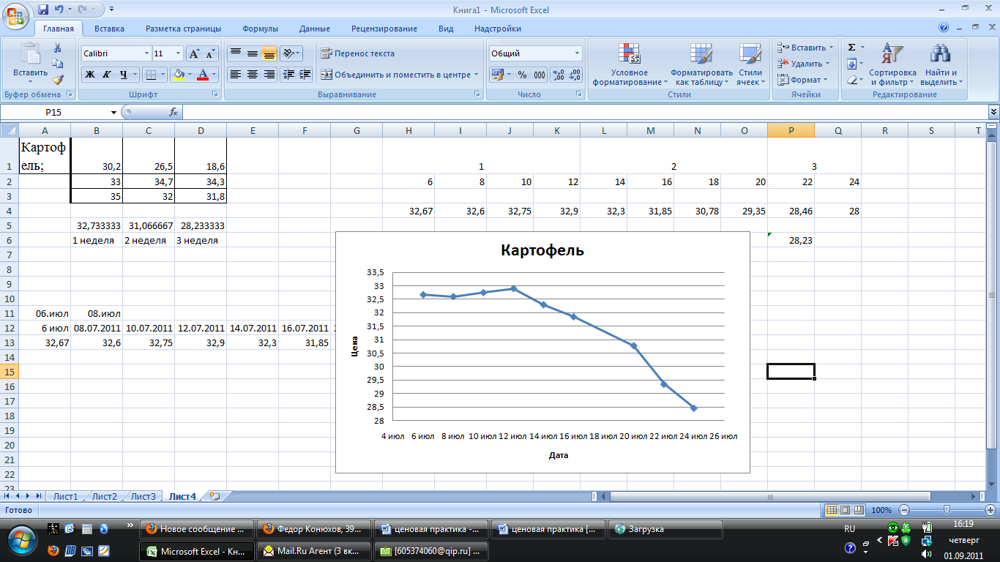 Книга1 - Microsoft Excel
Главная Вставка Разметка страницы Формулы Данные Рецензирование Вид Надстройки
Вставить
Calibri 11
Ж К Ч
Перенос текста
Объединить и поместить в центре
Общий
% 000
Условное форматирование
Форматировать как таблицу
Стили ячеек
Вставить
Удалить
Формат
Σ
Сортировка и фильтр
Найти и выделить
Буфер обмена Шрифт Выравнивание Число Стили Ячейки Редактирование
P15 fx
A B C D E F G H I J K L M N O P Q R S T
1 Картофель; 30,2 26,5 18,6 1 2 3
2 33 34,7 34,3 6 8 10 12 14 16 18 20 22 24
3 35 32 31,8
4 32,67 32,6 32,75 32,9 32,3 31,85 30,78 29,35 28,46 28
5 32,733333 31,066667 28,233333
6 1 неделя 2 неделя 3 неделя 28,23
7
8
9
10
11 06.июл 08.июл
12 6 июл 08.07.2011 10.07.2011 12.07.2011 14.07.2011 16.07.2011
13 32,67 32,6 32,75 32,9 32,3 31,85
14
15
16
17
18
19
20
21
22
23
Картофель
33,5
33
32,5
32
31,5
31
30,5
30
29,5
29
28,5
28
Цена
4 июл 6 июл 8 июл 10 июл 12 июл 14 июл 16 июл 18 июл 20 июл 22 июл 24 июл 26 июл
Дата
Лист1 Лист2 Лист3 Лист4
Готово 100%
Новое сообщение ... Федор Конюхов, 39... ценовая практика -... ценовая практика [... Загрузка
Microsoft Excel - Кн... Mail.Ru Агент (3 вк... [605374060@qip.ru] ...
RU
16:19
четверг
01.09.2011